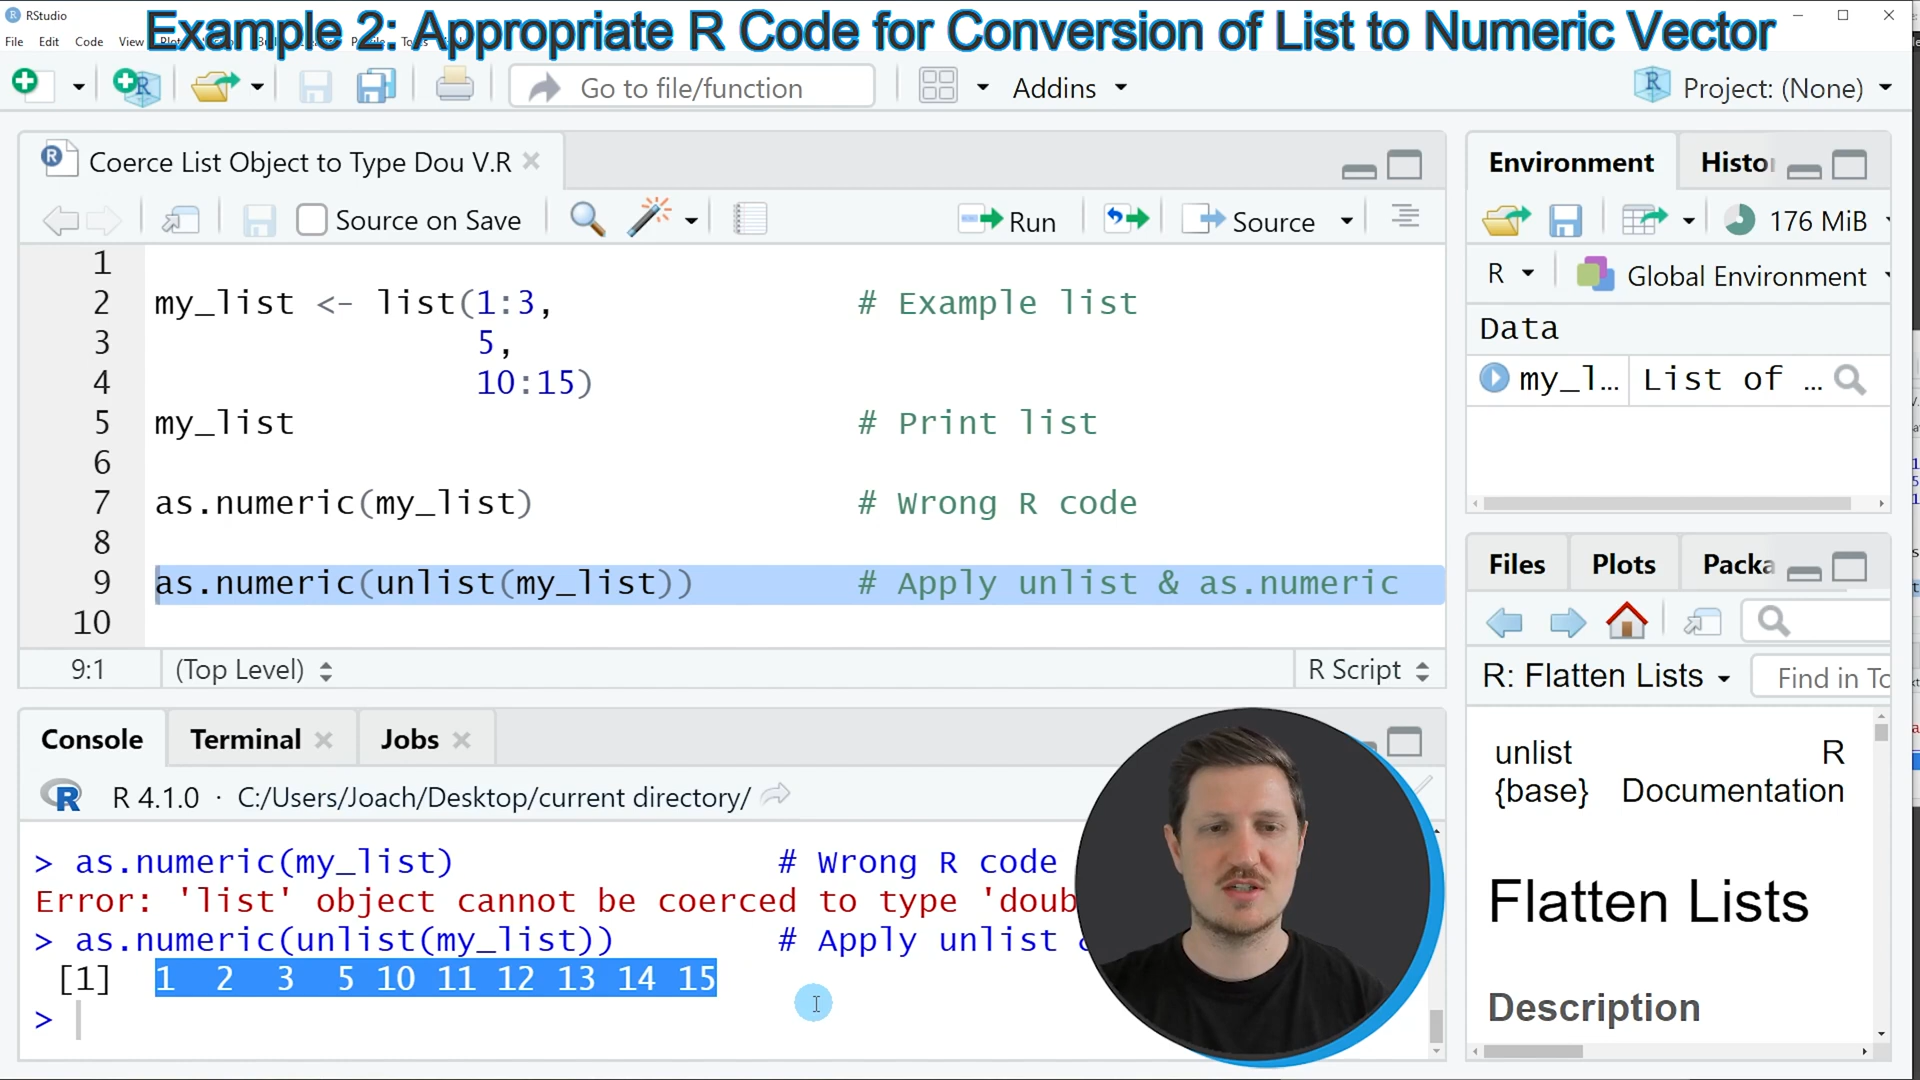 RStudio
Example 2: Appropriate R Code for Conversion of List to Numeric Vector
File Edit Code View
Go to file/function
Addins
Project: (None)
Coerce List Object to Type Dou V.R
Source on Save
Run
Source
1
2 my_list <- list(1:3, # Example list
3 5,
4 10:15)
5 my_list # Print list
6
7 as.numeric(my_list) # Wrong R code
8
9 as.numeric(unlist(my_list)) # Apply unlist & as.numeric
10
9:1 (Top Level) R Script
Console Terminal Jobs
R 4.1.0 · C:/Users/Joach/Desktop/current directory/
> as.numeric(my_list) # Wrong R code
Error: 'list' object cannot be coerced to type 'doub
> as.numeric(unlist(my_list)) # Apply unlist
[1] 1 2 3 5 10 11 12 13 14 15
>
Environment Histo
176 MiB
R Global Environment
Data
my_l... List of ...
Files Plots Packa
R: Flatten Lists Find in To
unlist R
{base} Documentation
Flatten Lists
Description